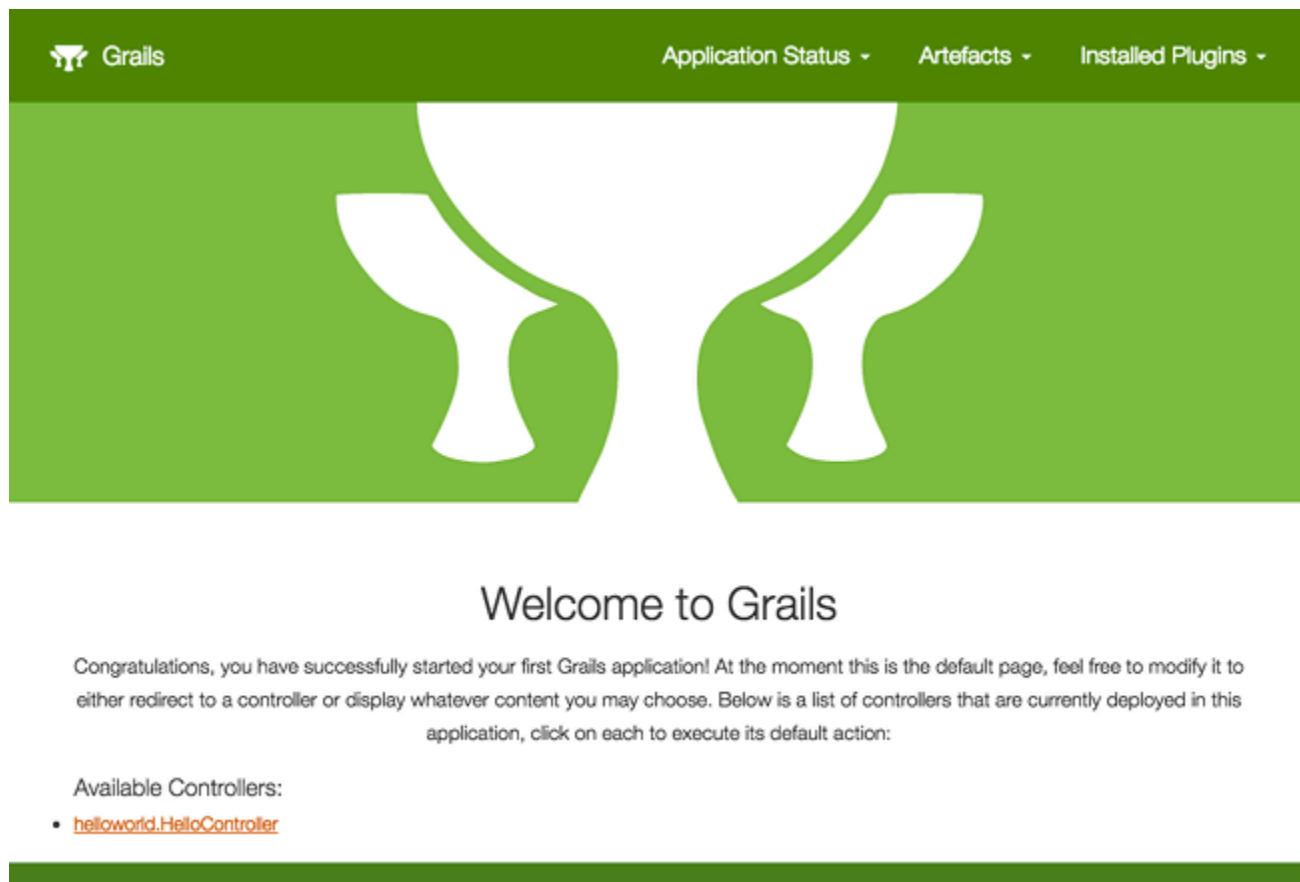 Grails
Application Status
Artefacts
Installed Plugins
Welcome to Grails
Congratulations, you have successfully started your first Grails application! At the moment this is the default page, feel free to modify it to
either redirect to a controller or display whatever content you may choose. Below is a list of controllers that are currently deployed in this
application, click on each to execute its default action:
Available Controllers:
helloworld.HelloController